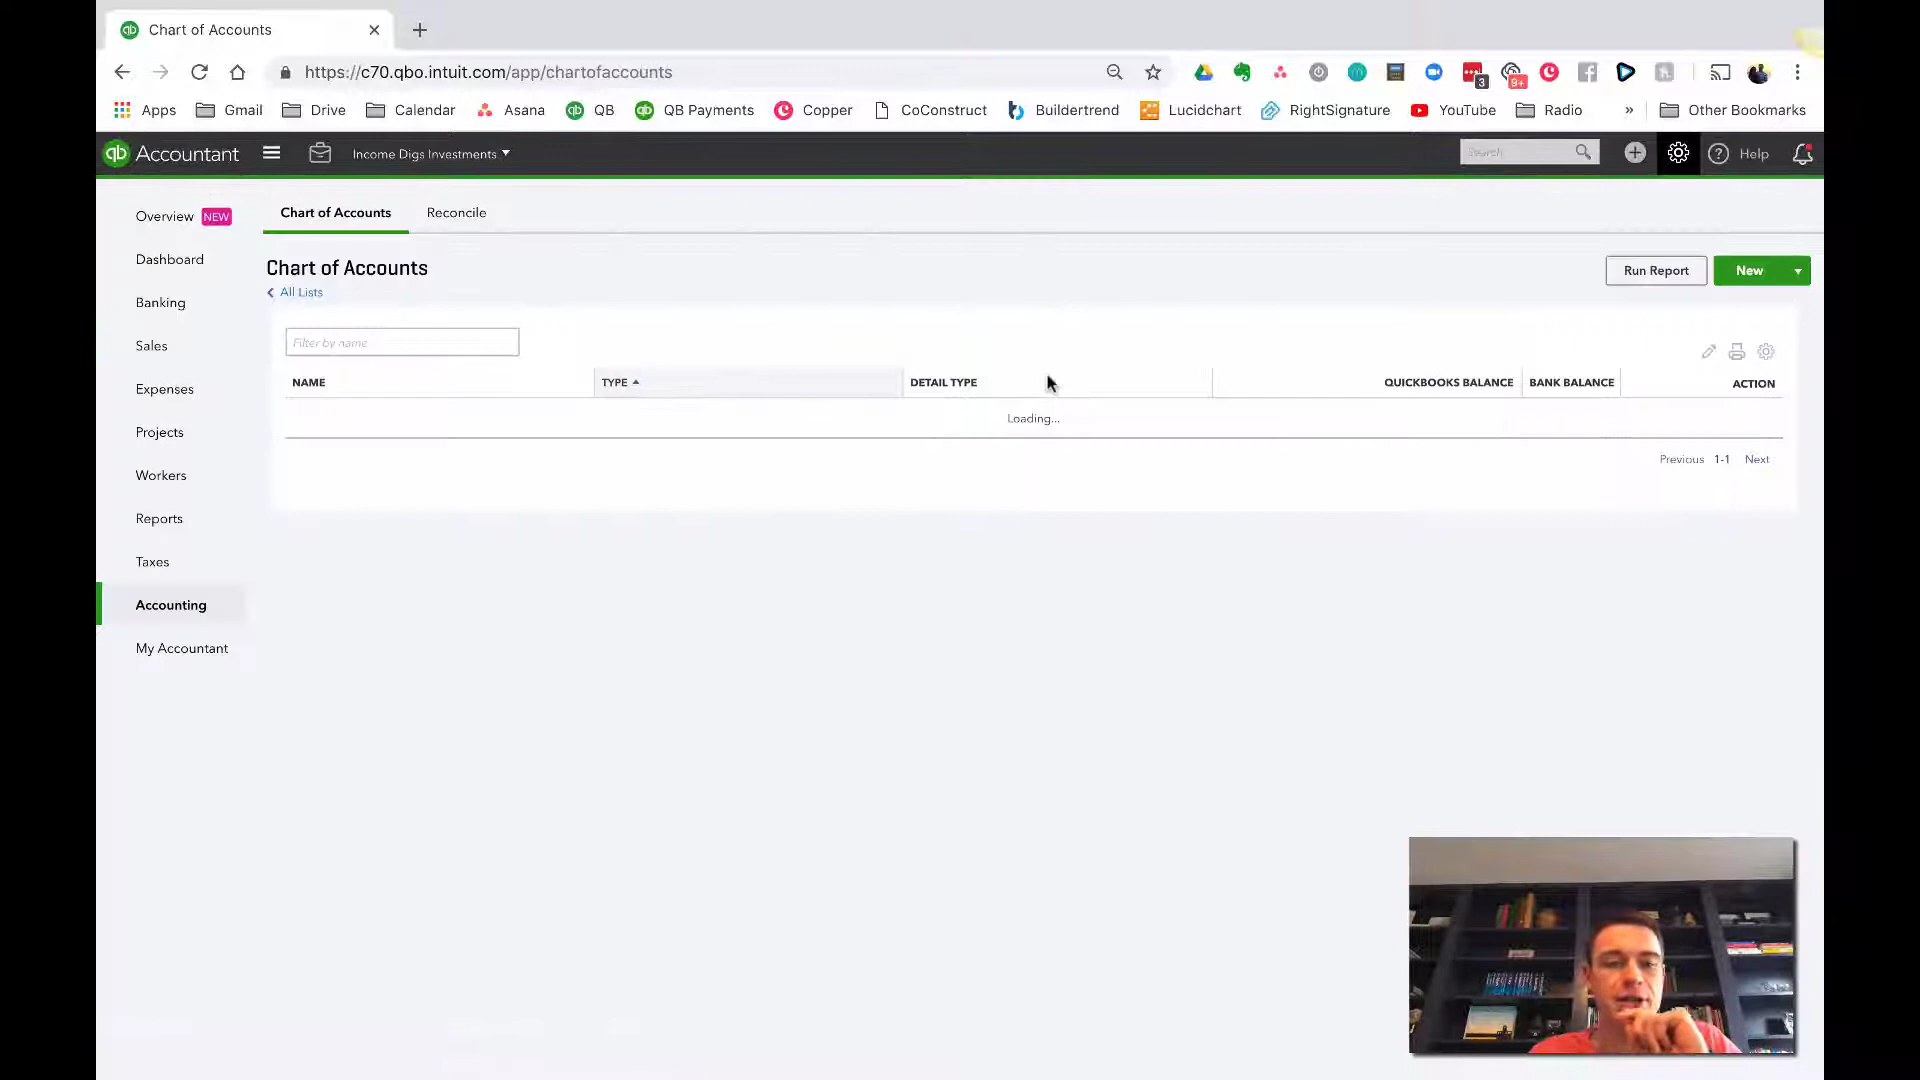 Chart of Accounts
https://c70.qbo.intuit.com/app/chartofaccounts
3
9+
Apps Gmail Drive Calendar Asana QB QB Payments Copper CoConstruct Buildertrend Lucidchart RightSignature YouTube Radio » Other Bookmarks
qb Accountant Income Digs Investments Search Help
Overview NEW
Chart of Accounts Reconcile
Dashboard
Chart of Accounts
Run Report New
All Lists
Banking
Sales
Filter by name
NAME TYPE DETAIL TYPE QUICKBOOKS BALANCE BANK BALANCE ACTION
Expenses
Loading...
Projects
Previous 1-1 Next
Workers
Reports
Taxes
Accounting
My Accountant